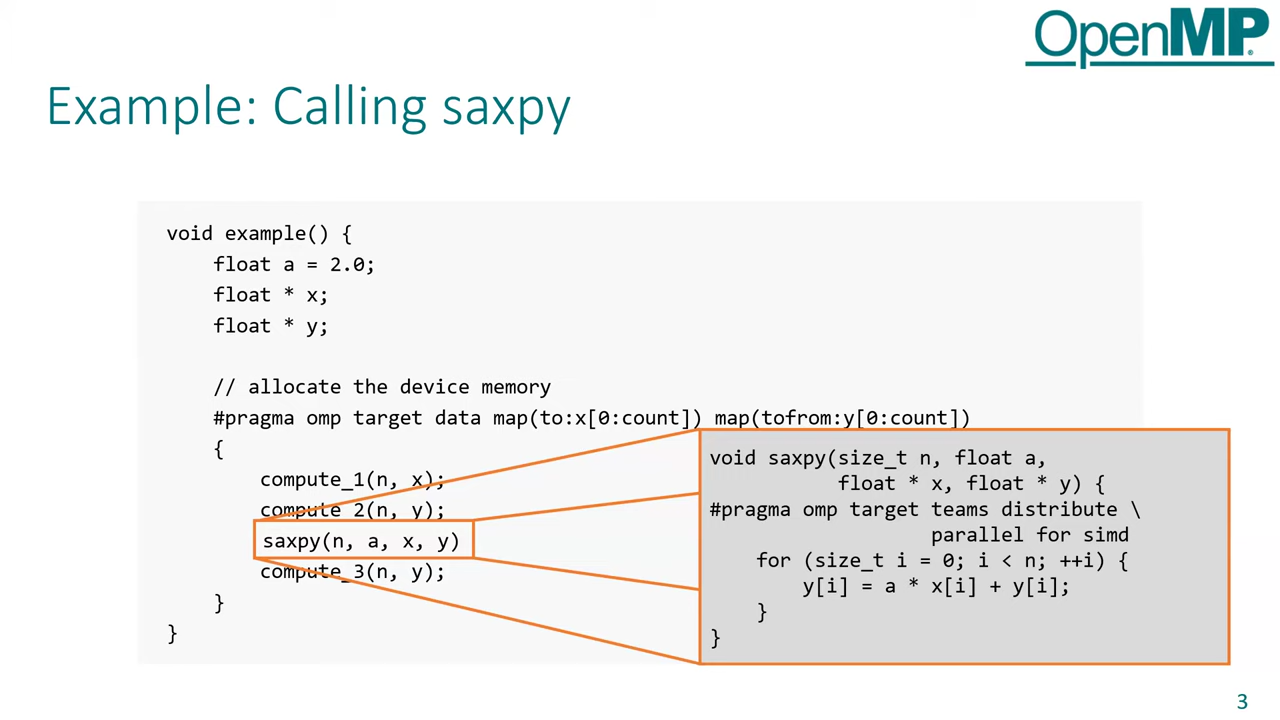 OpenMP®
Example: Calling saxpy
void example() {
float a = 2.0;
float * x;
float * y;
// allocate the device memory
#pragma omp target data map(to:x[0:count]) map(tofrom:y[0:count])
{
compute_1(n, x);
compute_2(n, y);
saxpy(n, a, x, y)
compute_3(n, y);
}
}
void saxpy(size_t n, float a,
float * x, float * y) {
#pragma omp target teams distribute \
parallel for simd
for (size_t i = 0; i < n; ++i) {
y[i] = a * x[i] + y[i];
}
}
3